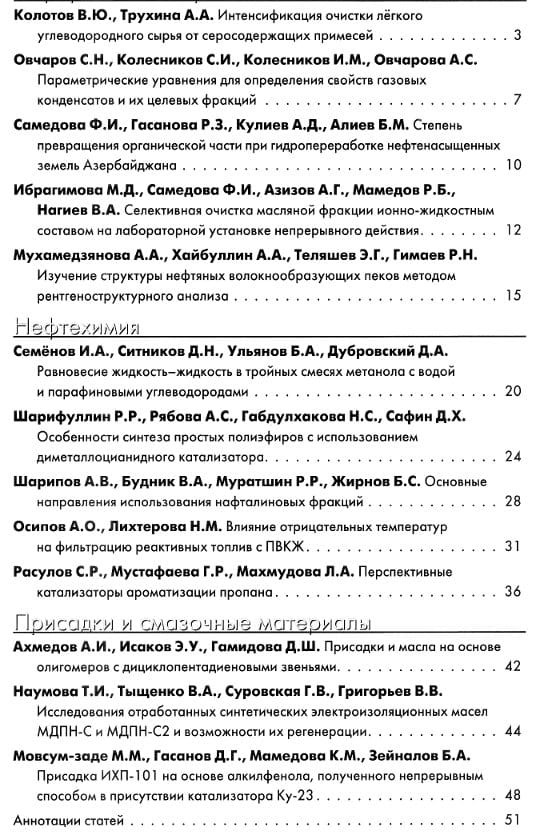 Колотов В.Ю., Трухина А.А. Интенсификация очистки лёгкого
углеводородного сырья от серосодержащих примесей . . . . . . . . . . . . 3
Овчаров С.Н., Колесников С.И., Колесников И.М., Овчарова А.С.
Параметрические уравнения для определения свойств газовых
конденсатов и их целевых фракций . . . . . . . . . . . . . . . . . . . . . . . . 7
Самедова Ф.И., Гасанова Р.З., Кулиев А.Д., Алиев Б.М. Степень
превращения органической части при гидропереработке нефтенасыщенных
земель Азербайджана . . . . . . . . . . . . . . . . . . . . . . . . . . . . . . . 10
Ибрагимова М.Д., Самедова Ф.И., Азизов А.Г., Мамедов Р.Б.,
Нагиев В.А. Селективная очистка масляной фракции ионно-жидкостным
составом на лабораторной установке непрерывного действия. . . . . . . . 12
Мухамедзянова А.А., Хайбуллин А.А., Теляшев Э.Г., Гимаев Р.Н.
Изучение структуры нефтяных волокнообразующих пеков методом
рентгеноструктурного анализа . . . . . . . . . . . . . . . . . . . . . . . . . . 15
Нефтехимия
Семёнов И.А., Ситников Д.Н., Ульянов Б.А., Дубровский Д.А.
Равновесие жидкость–жидкость в тройных смесях метанола с водой
и парафиновыми углеводородами . . . . . . . . . . . . . . . . . . . . . . . . 20
Шарифуллин Р.Р., Рябова А.С., Габдулхакова Н.С., Сафин Д.Х.
Особенности синтеза простых полиэфиров с использованием
диметаллоцианидного катализатора. . . . . . . . . . . . . . . . . . . . . . . 24
Шарипов А.В., Будник В.А., Муратшин Р.Р., Жирнов Б.С. Основные
направления использования нафталиновых фракций . . . . . . . . . . . . . 28
Осипов А.О., Лихтерова Н.М. Влияние отрицательных температур
на фильтрацию реактивных топлив с ПВКЖ. . . . . . . . . . . . . . . . . . . 31
Расулов С.Р., Мустафаева Г.Р., Махмудова Л.А. Перспективные
катализаторы ароматизации пропана. . . . . . . . . . . . . . . . . . . . . . . 36
Присадки и смазочные материалы
Ахмедов А.И., Исаков Э.У., Гамидова Д.Ш. Присадки и масла на основе
олигомеров с дициклопентадиеновыми звеньями. . . . . . . . . . . . . . . . 42
Наумова Т.И., Тыщенко В.А., Суровская Г.В., Григорьев В.В.
Исследования отработанных синтетических электроизоляционных масел
МДПН-С и МДПН-С2 и возможности их регенерации. . . . . . . . . . . . . 44
Мовсум-заде М.М., Гасанов Д.Г., Мамедова К.М., Зейналов Б.А.
Присадка ИХП-101 на основе алкилфенола, полученного непрерывным
способом в присутствии катализатора Ку-23. . . . . . . . . . . . . . . . . . 48
Аннотации статей . . . . . . . . . . . . . . . . . . . . . . . . . . . . . . . . . . 51